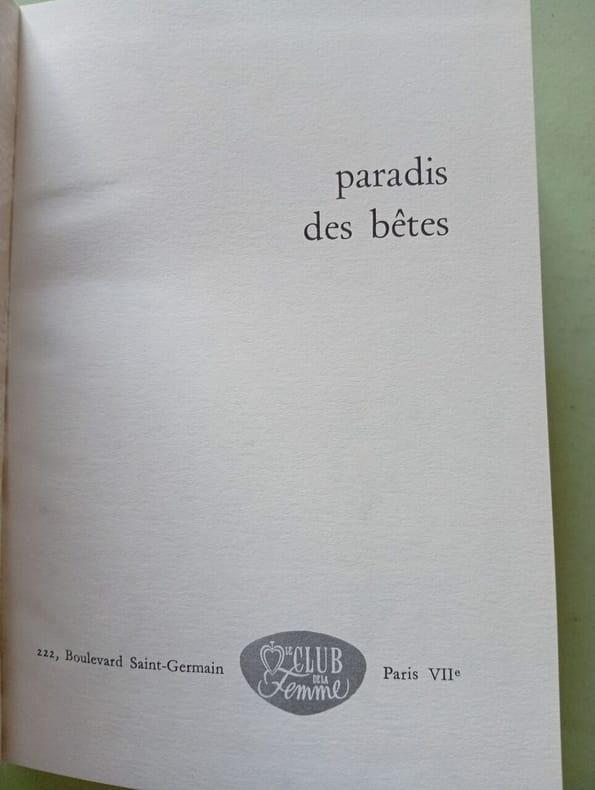 paradis
des bêtes
222, Boulevard Saint-Germain
LE CLUB
DE LA
Femme
Paris VIIe